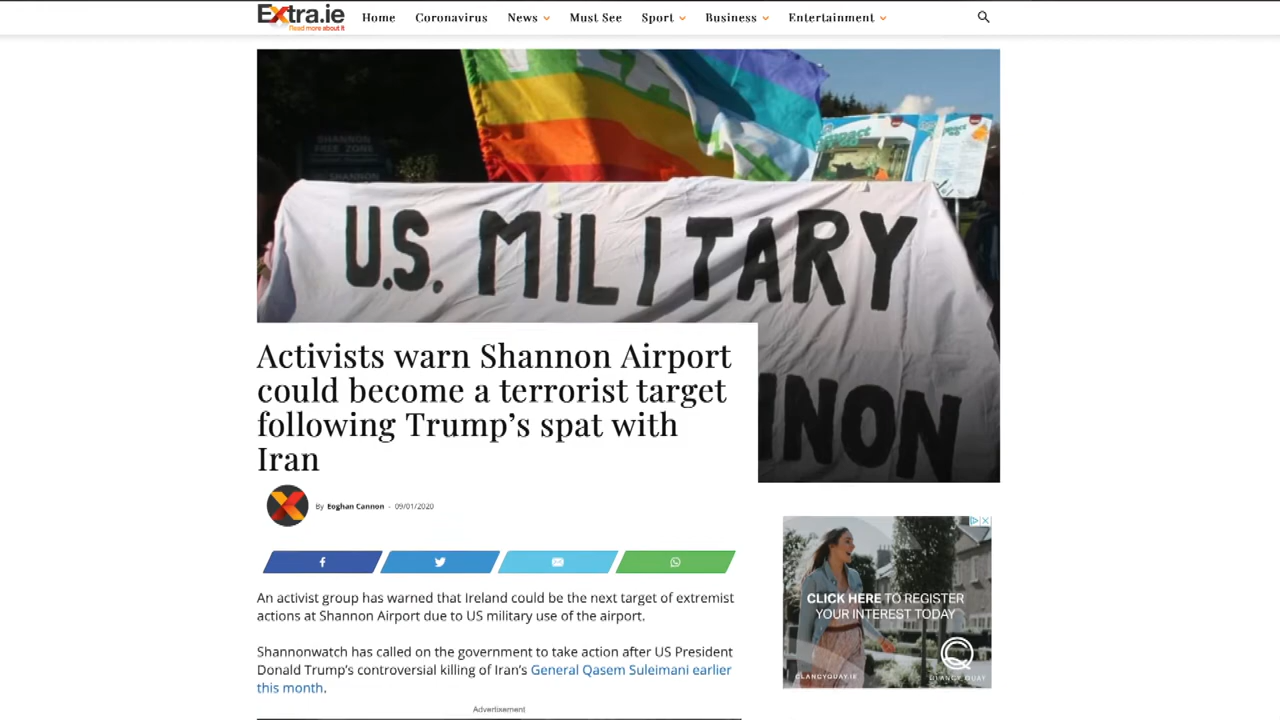 Extra.ie
Read more about it
Home Coronavirus News Must See Sport Business Entertainment
SHANNON
FREE ZONE
SHANNON
U.S. MILITARY
NNON
Activists warn Shannon Airport
could become a terrorist target
following Trump's spat with
Iran
By Eoghan Cannon - 09/01/2020
An activist group has warned that Ireland could be the next target of extremist
actions at Shannon Airport due to US military use of the airport.
Shannonwatch has called on the government to take action after US President
Donald Trump's controversial killing of Iran's General Qasem Suleimani earlier
this month.
Advertisement
CLICK HERE TO REGISTER
YOUR INTEREST TODAY
CLANCYQUAY.IE
CLANCY QUAY